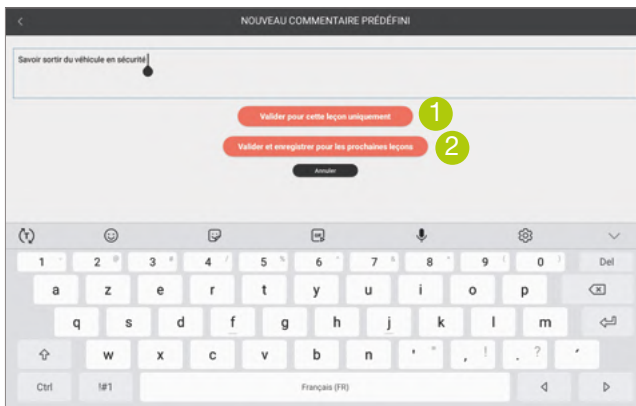 NOUVEAU COMMENTAIRE PRÉDÉFINI
Savoir sortir du véhicule en sécurité
Valider pour cette leçon uniquement 1
Valider et enregistrer pour les prochaines leçons 2
Annuler
1 2 3 4 5 6 7 8 9 0 Del
a z e r t y u i o p
q s d f g h j k l m
w x c v b n ' , ! . ?
Ctrl !#1 Français (FR)